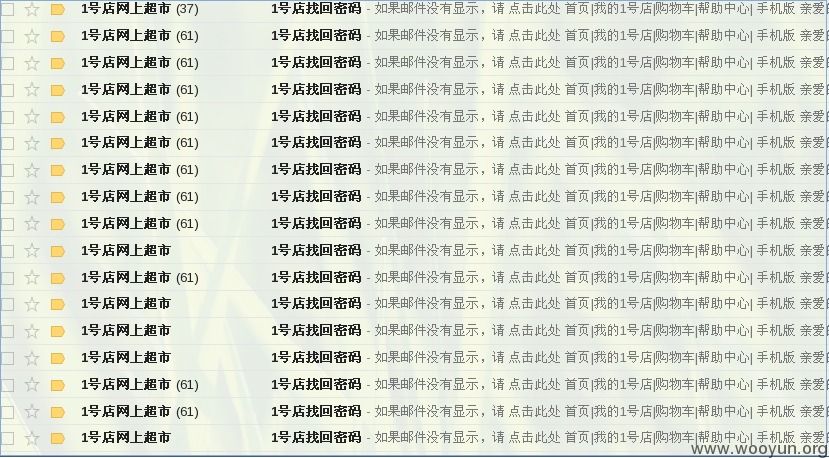 1号店网上超市 (37) 1号店找回密码 - 如果邮件没有显示，请 点击此处 首页|我的1号店|购物车|帮助中心| 手机版 亲爱
1号店网上超市 (61) 1号店找回密码 - 如果邮件没有显示，请 点击此处 首页|我的1号店|购物车|帮助中心| 手机版 亲爱的
1号店网上超市 (61) 1号店找回密码 - 如果邮件没有显示，请 点击此处 首页|我的1号店|购物车|帮助中心| 手机版 亲爱的
1号店网上超市 (61) 1号店找回密码 - 如果邮件没有显示，请 点击此处 首页|我的1号店|购物车|帮助中心| 手机版 亲爱的
1号店网上超市 (61) 1号店找回密码 - 如果邮件没有显示，请 点击此处 首页|我的1号店|购物车|帮助中心| 手机版 亲爱的
1号店网上超市 (61) 1号店找回密码 - 如果邮件没有显示，请 点击此处 首页|我的1号店|购物车|帮助中心| 手机版 亲爱的
1号店网上超市 (61) 1号店找回密码 - 如果邮件没有显示，请 点击此处 首页|我的1号店|购物车|帮助中心| 手机版 亲爱的
1号店网上超市 (61) 1号店找回密码 - 如果邮件没有显示，请 点击此处 首页|我的1号店|购物车|帮助中心| 手机版 亲爱的
1号店网上超市 (61) 1号店找回密码 - 如果邮件没有显示，请 点击此处 首页|我的1号店|购物车|帮助中心| 手机版 亲爱的
1号店网上超市 1号店找回密码 - 如果邮件没有显示，请 点击此处 首页|我的1号店|购物车|帮助中心| 手机版 亲爱的
1号店网上超市 (61) 1号店找回密码 - 如果邮件没有显示，请 点击此处 首页|我的1号店|购物车|帮助中心| 手机版 亲爱的
1号店网上超市 1号店找回密码 - 如果邮件没有显示，请 点击此处 首页|我的1号店|购物车|帮助中心| 手机版 亲爱的
1号店网上超市 1号店找回密码 - 如果邮件没有显示，请 点击此处 首页|我的1号店|购物车|帮助中心| 手机版 亲爱的
1号店网上超市 1号店找回密码 - 如果邮件没有显示，请 点击此处 首页|我的1号店|购物车|帮助中心| 手机版 亲爱的
1号店网上超市 (61) 1号店找回密码 - 如果邮件没有显示，请 点击此处 首页|我的1号店|购物车|帮助中心| 手机版 亲爱的
1号店网上超市 (61) 1号店找回密码 - 如果邮件没有显示，请 点击此处 首页|我的1号店|购物车|帮助中心| 手机版 亲爱的
1号店网上超市 1号店找回密码 - 如果邮件没有显示，请 点击此处 首页|我的1号店|购物车|帮助中心| 手机版 亲爱的
www.wooyun.org